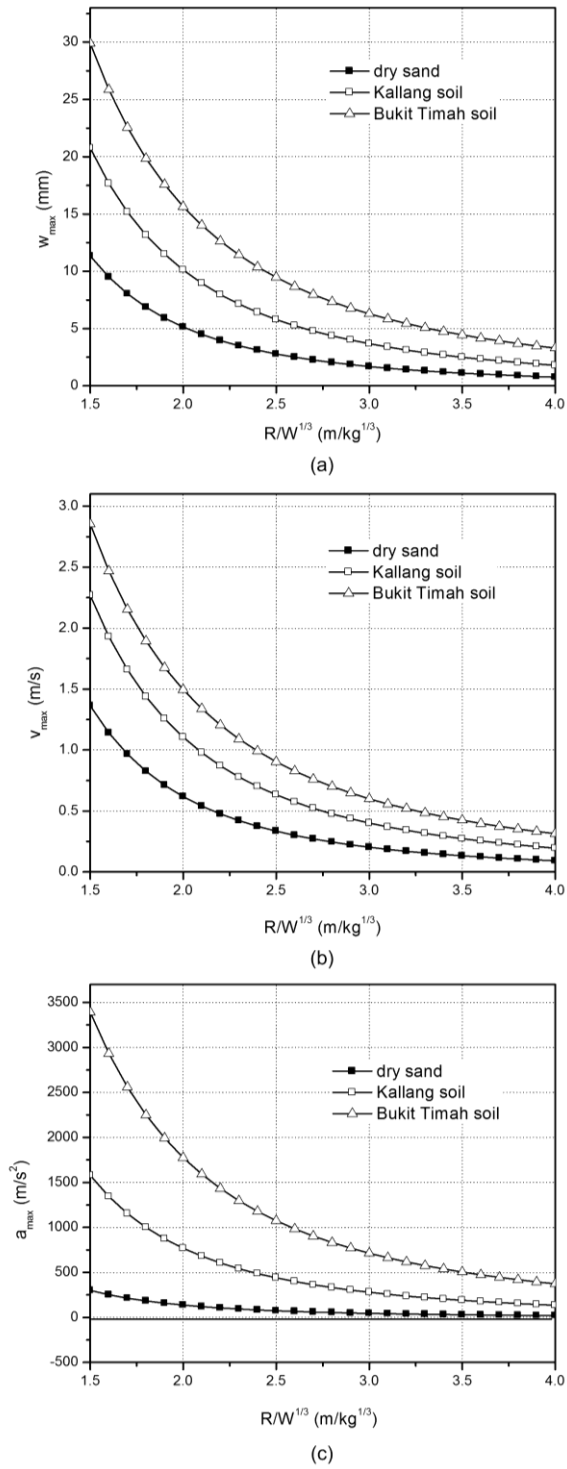 30
25
20
15
10
5
0
w_max (mm)
dry sand
Kallang soil
Bukit Timah soil
1.5 2.0 2.5 3.0 3.5 4.0
R/W^1/3 (m/kg^1/3)
(a)
3.0
2.5
2.0
1.5
1.0
0.5
0.0
v_max (m/s)
dry sand
Kallang soil
Bukit Timah soil
1.5 2.0 2.5 3.0 3.5 4.0
R/W^1/3 (m/kg^1/3)
(b)
3500
3000
2500
2000
1500
1000
500
0
-500
a_max (m/s²)
dry sand
Kallang soil
Bukit Timah soil
1.5 2.0 2.5 3.0 3.5 4.0
R/W^1/3 (m/kg^1/3)
(c)